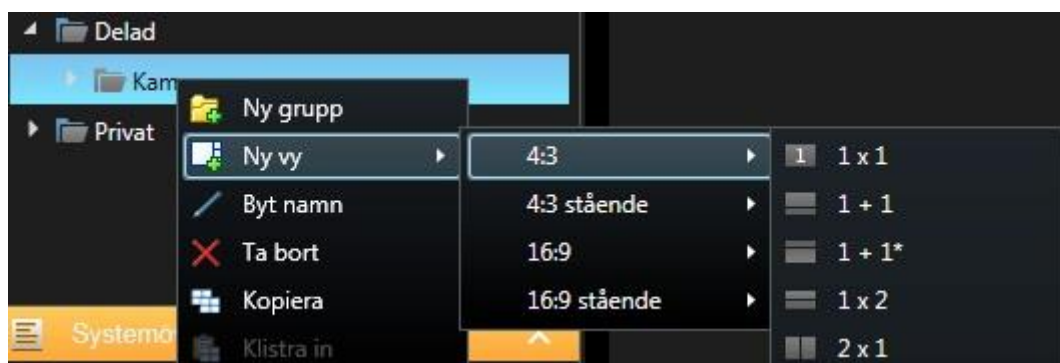 Delad
Kam
Privat
Ny grupp
Ny vy
Byt namn
Ta bort
Kopiera
Klistra in
4:3
4:3 stående
16:9
16:9 stående
1 1 x 1
1 + 1
1 + 1*
1 x 2
2 x 1
Systemö